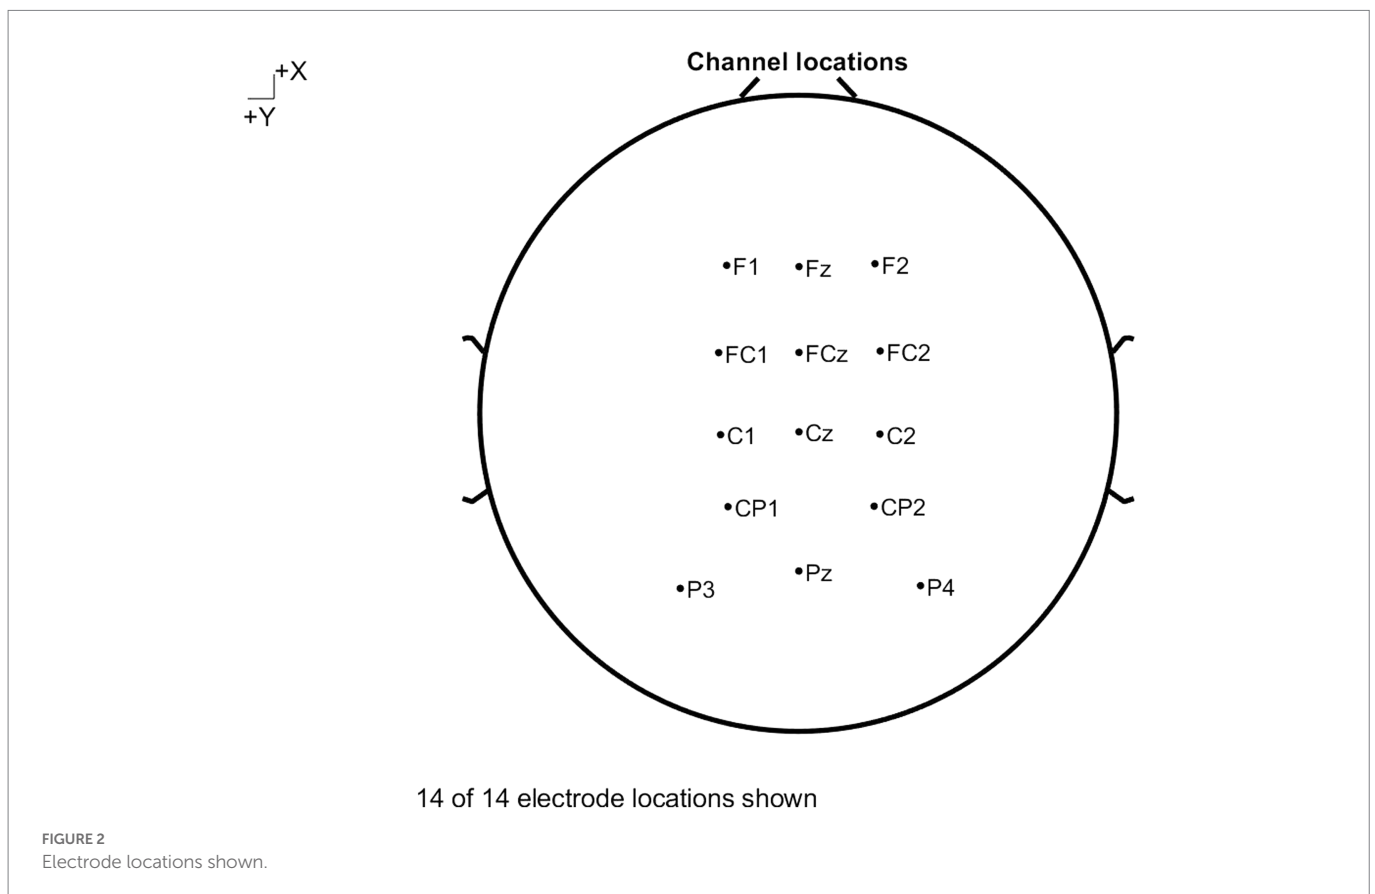 Channel locations
+X
+Y
•F1 •Fz •F2
•FC1 •FCz •FC2
•C1 •Cz •C2
•CP1 •CP2
•Pz
•P3 •P4
14 of 14 electrode locations shown
FIGURE 2
Electrode locations shown.